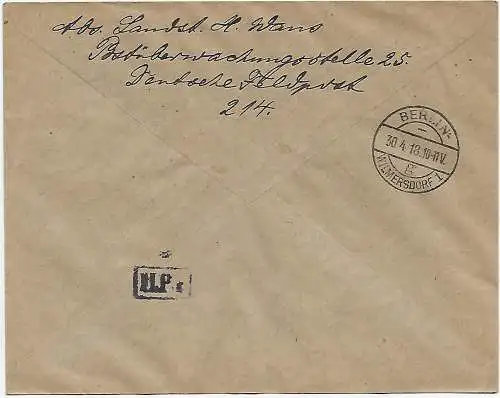 Abs. Landst. H. Wans
Postüberwachungsstelle 25.
Deutsche Feldpost
214.
BERLIN-
30.4.18.10-11V.
WILMERSDORF 1.